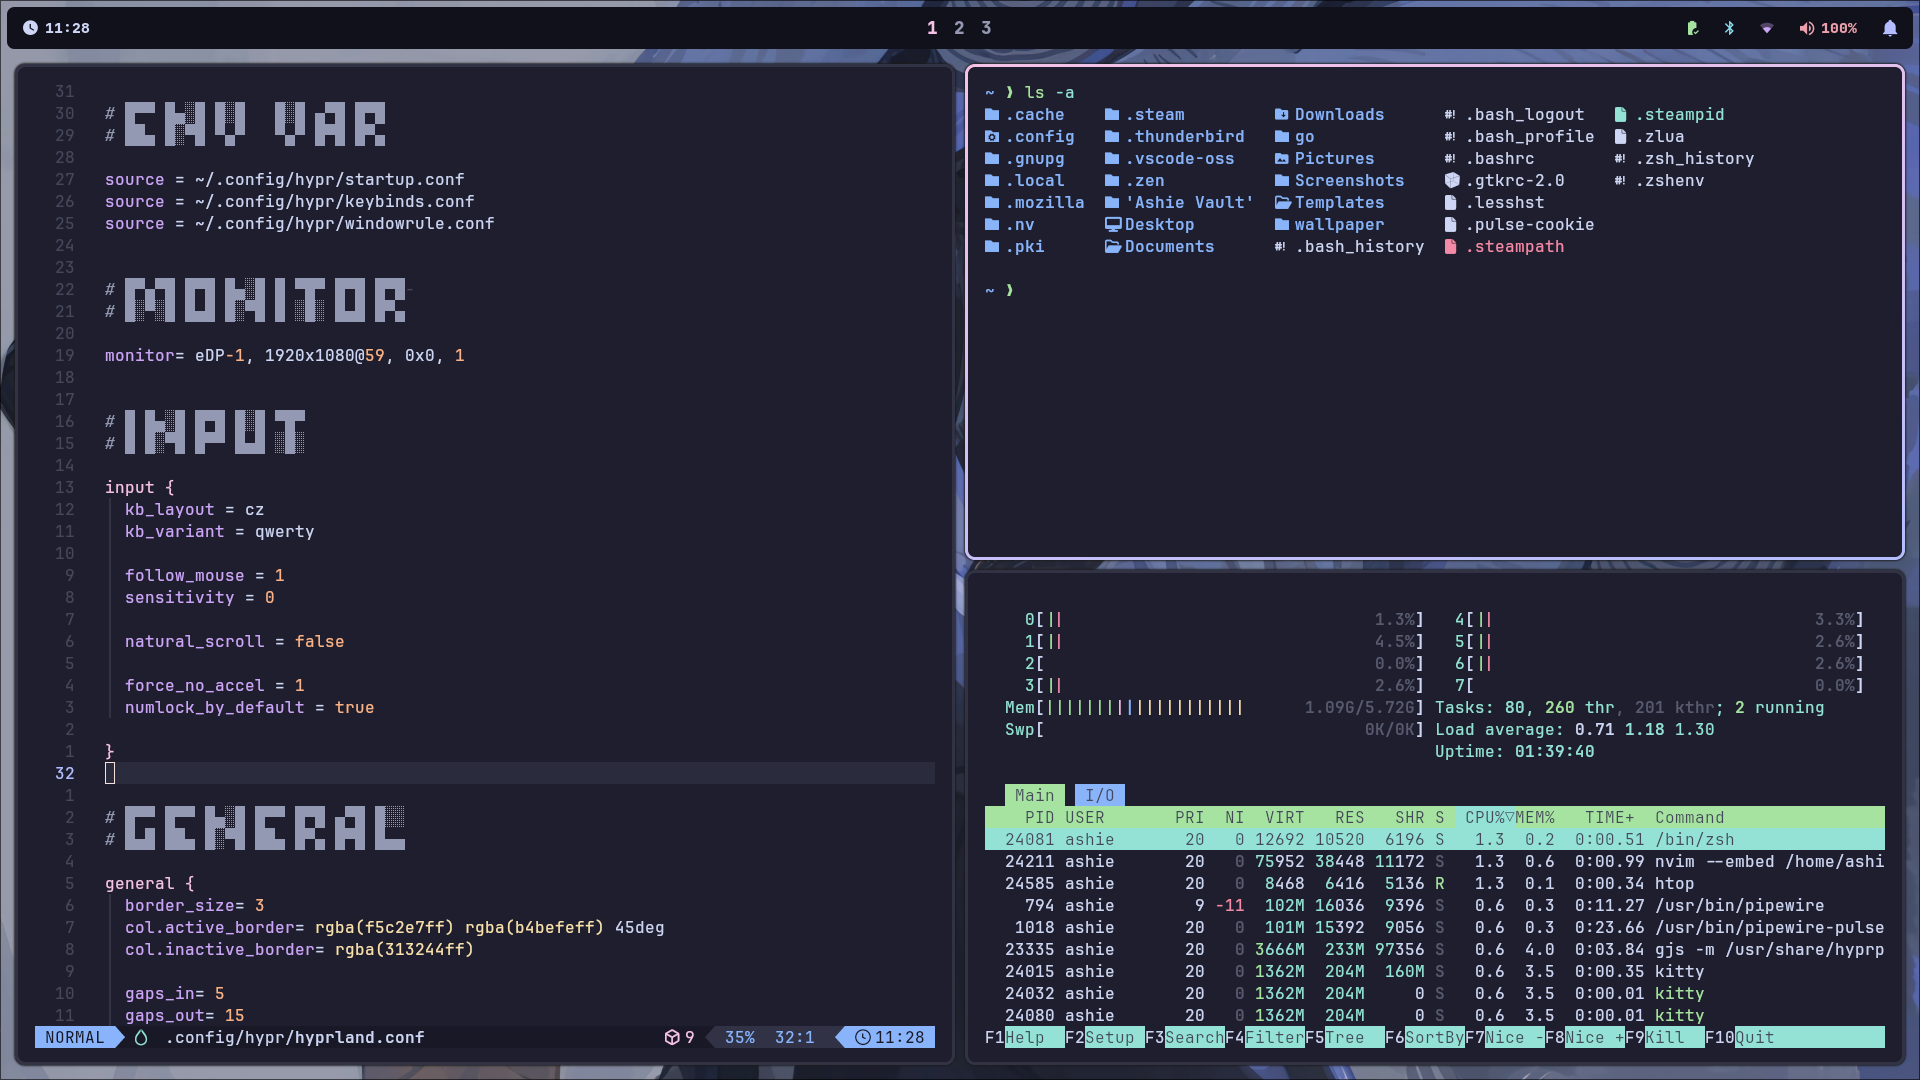 11:28
1 2 3
100%
31
30 # ENV VAR
29 #
28
27 source = ~/.config/hypr/startup.conf
26 source = ~/.config/hypr/keybinds.conf
25 source = ~/.config/hypr/windowrule.conf
24
23
22 # MONITOR
21 #
20
19 monitor= eDP-1, 1920x1080@59, 0x0, 1
18
17
16 # INPUT
15 #
14
13 input {
12 kb_layout = cz
11 kb_variant = qwerty
10
9 follow_mouse = 1
8 sensitivity = 0
7
6 natural_scroll = false
5
4 force_no_accel = 1
3 numlock_by_default = true
2
1 }
32
1
2 # GENERAL
3 #
4
5 general {
6 border_size= 3
7 col.active_border= rgba(f5c2e7ff) rgba(b4befeff) 45deg
8 col.inactive_border= rgba(313244ff)
9
10 gaps_in= 5
11 gaps_out= 15
NORMAL .config/hypr/hyprland.conf 9 35% 32:1 11:28
~ ❱ ls -a
.cache .steam Downloads #! .bash_logout .steampid
.config .thunderbird go #! .bash_profile .zlua
.gnupg .vscode-oss Pictures #! .bashrc #! .zsh_history
.local .zen Screenshots .gtkrc-2.0 #! .zshenv
.mozilla 'Ashie Vault' Templates .lesshst
.nv Desktop wallpaper .pulse-cookie
.pki Documents #! .bash_history .steampath
~ ❱
0[|| 1.3%] 4[|| 3.3%]
1[|| 4.5%] 5[|| 2.6%]
2[ 0.0%] 6[|| 2.6%]
3[|| 2.6%] 7[ 0.0%]
Mem[|||||||||||||||||||| 1.09G/5.72G] Tasks: 80, 260 thr, 201 kthr; 2 running
Swp[ 0K/0K] Load average: 0.71 1.18 1.30
Uptime: 01:39:40
Main I/O
PID USER PRI NI VIRT RES SHR S CPU%▽MEM% TIME+ Command
24081 ashie 20 0 12692 10520 6196 S 1.3 0.2 0:00.51 /bin/zsh
24211 ashie 20 0 75952 38448 11172 S 1.3 0.6 0:00.99 nvim --embed /home/ashi
24585 ashie 20 0 8468 6416 5136 R 1.3 0.1 0:00.34 htop
794 ashie 9 -11 102M 16036 9396 S 0.6 0.3 0:11.27 /usr/bin/pipewire
1018 ashie 20 0 101M 15392 9056 S 0.6 0.3 0:23.66 /usr/bin/pipewire-pulse
23335 ashie 20 0 3666M 233M 97356 S 0.6 4.0 0:03.84 gjs -m /usr/share/hyprp
24015 ashie 20 0 1362M 204M 160M S 0.6 3.5 0:00.35 kitty
24032 ashie 20 0 1362M 204M 0 S 0.6 3.5 0:00.01 kitty
24080 ashie 20 0 1362M 204M 0 S 0.6 3.5 0:00.01 kitty
F1Help F2Setup F3SearchF4FilterF5Tree F6SortByF7Nice -F8Nice +F9Kill F10Quit